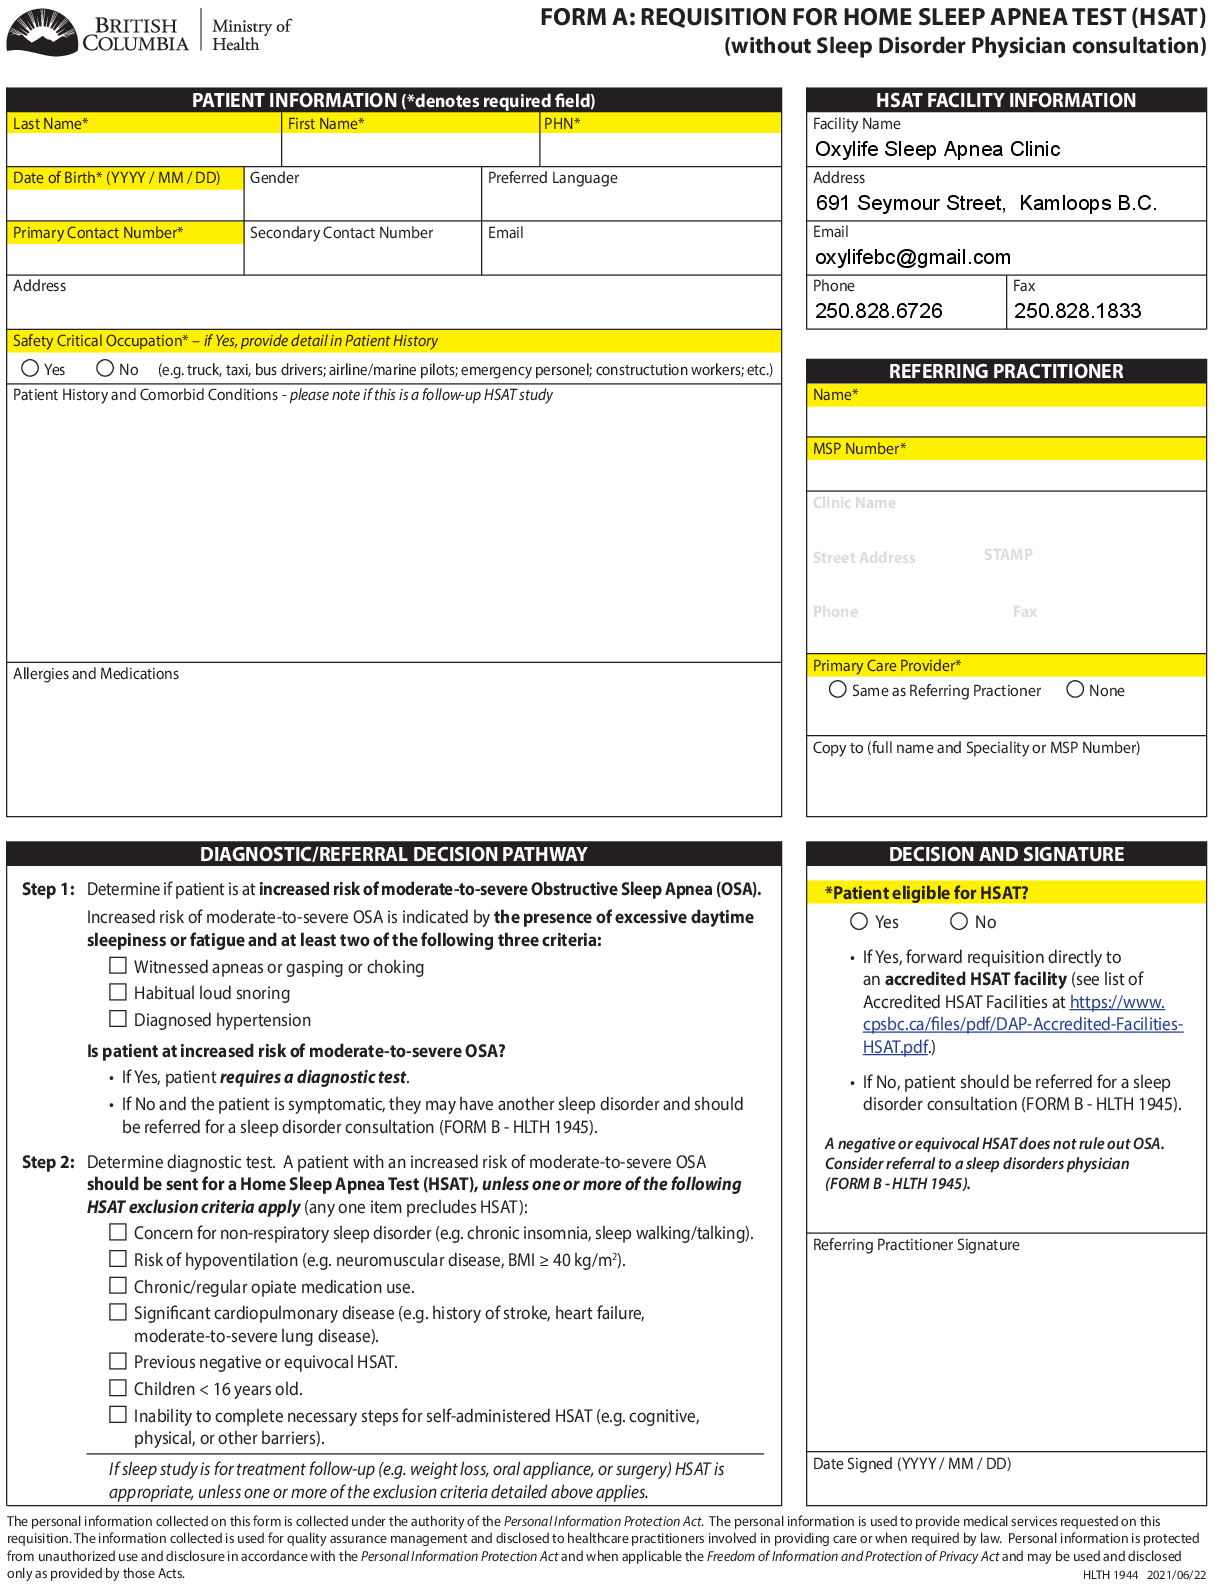 BRITISH COLUMBIA
Ministry of Health
FORM A: REQUISITION FOR HOME SLEEP APNEA TEST (HSAT)
(without Sleep Disorder Physician consultation)
PATIENT INFORMATION (*denotes required field)
Last Name* First Name* PHN*
Date of Birth* (YYYY / MM / DD) Gender Preferred Language
Primary Contact Number* Secondary Contact Number Email
Address
Safety Critical Occupation* – if Yes, provide detail in Patient History
Yes No (e.g. truck, taxi, bus drivers; airline/marine pilots; emergency personel; constructution workers; etc.)
Patient History and Comorbid Conditions - please note if this is a follow-up HSAT study
Allergies and Medications
HSAT FACILITY INFORMATION
Facility Name
Oxylife Sleep Apnea Clinic
Address
691 Seymour Street, Kamloops B.C.
Email
oxylifebc@gmail.com
Phone Fax
250.828.6726 250.828.1833
REFERRING PRACTITIONER
Name*
MSP Number*
Clinic Name
Street Address STAMP
Phone Fax
Primary Care Provider*
Same as Referring Practioner None
Copy to (full name and Speciality or MSP Number)
DIAGNOSTIC/REFERRAL DECISION PATHWAY
Step 1: Determine if patient is at increased risk of moderate-to-severe Obstructive Sleep Apnea (OSA).
Increased risk of moderate-to-severe OSA is indicated by the presence of excessive daytime
sleepiness or fatigue and at least two of the following three criteria:
Witnessed apneas or gasping or choking
Habitual loud snoring
Diagnosed hypertension
Is patient at increased risk of moderate-to-severe OSA?
• If Yes, patient requires a diagnostic test.
• If No and the patient is symptomatic, they may have another sleep disorder and should
be referred for a sleep disorder consultation (FORM B - HLTH 1945).
Step 2: Determine diagnostic test. A patient with an increased risk of moderate-to-severe OSA
should be sent for a Home Sleep Apnea Test (HSAT), unless one or more of the following
HSAT exclusion criteria apply (any one item precludes HSAT):
Concern for non-respiratory sleep disorder (e.g. chronic insomnia, sleep walking/talking).
Risk of hypoventilation (e.g. neuromuscular disease, BMI ≥ 40 kg/m²).
Chronic/regular opiate medication use.
Significant cardiopulmonary disease (e.g. history of stroke, heart failure,
moderate-to-severe lung disease).
Previous negative or equivocal HSAT.
Children < 16 years old.
Inability to complete necessary steps for self-administered HSAT (e.g. cognitive,
physical, or other barriers).
If sleep study is for treatment follow-up (e.g. weight loss, oral appliance, or surgery) HSAT is
appropriate, unless one or more of the exclusion criteria detailed above applies.
DECISION AND SIGNATURE
*Patient eligible for HSAT?
Yes No
• If Yes, forward requisition directly to
an accredited HSAT facility (see list of
Accredited HSAT Facilities at https://www.
cpsbc.ca/files/pdf/DAP-Accredited-Facilities-
HSAT.pdf.)
• If No, patient should be referred for a sleep
disorder consultation (FORM B - HLTH 1945).
A negative or equivocal HSAT does not rule out OSA.
Consider referral to a sleep disorders physician
(FORM B - HLTH 1945).
Referring Practitioner Signature
Date Signed (YYYY / MM / DD)
The personal information collected on this form is collected under the authority of the Personal Information Protection Act. The personal information is used to provide medical services requested on this
requisition. The information collected is used for quality assurance management and disclosed to healthcare practitioners involved in providing care or when required by law. Personal information is protected
from unauthorized use and disclosure in accordance with the Personal Information Protection Act and when applicable the Freedom of Information and Protection of Privacy Act and may be used and disclosed
only as provided by those Acts.
HLTH 1944 2021/06/22